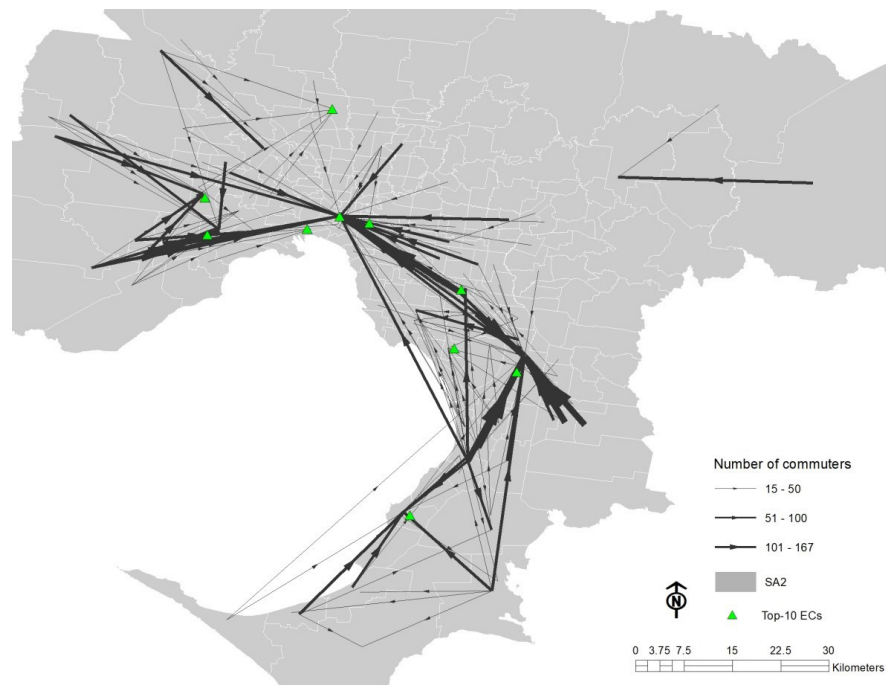 Number of commuters
15 - 50
51 - 100
101 - 167
SA2
N
Top-10 ECs
0 3.75 7.5 15 22.5 30
Kilometers